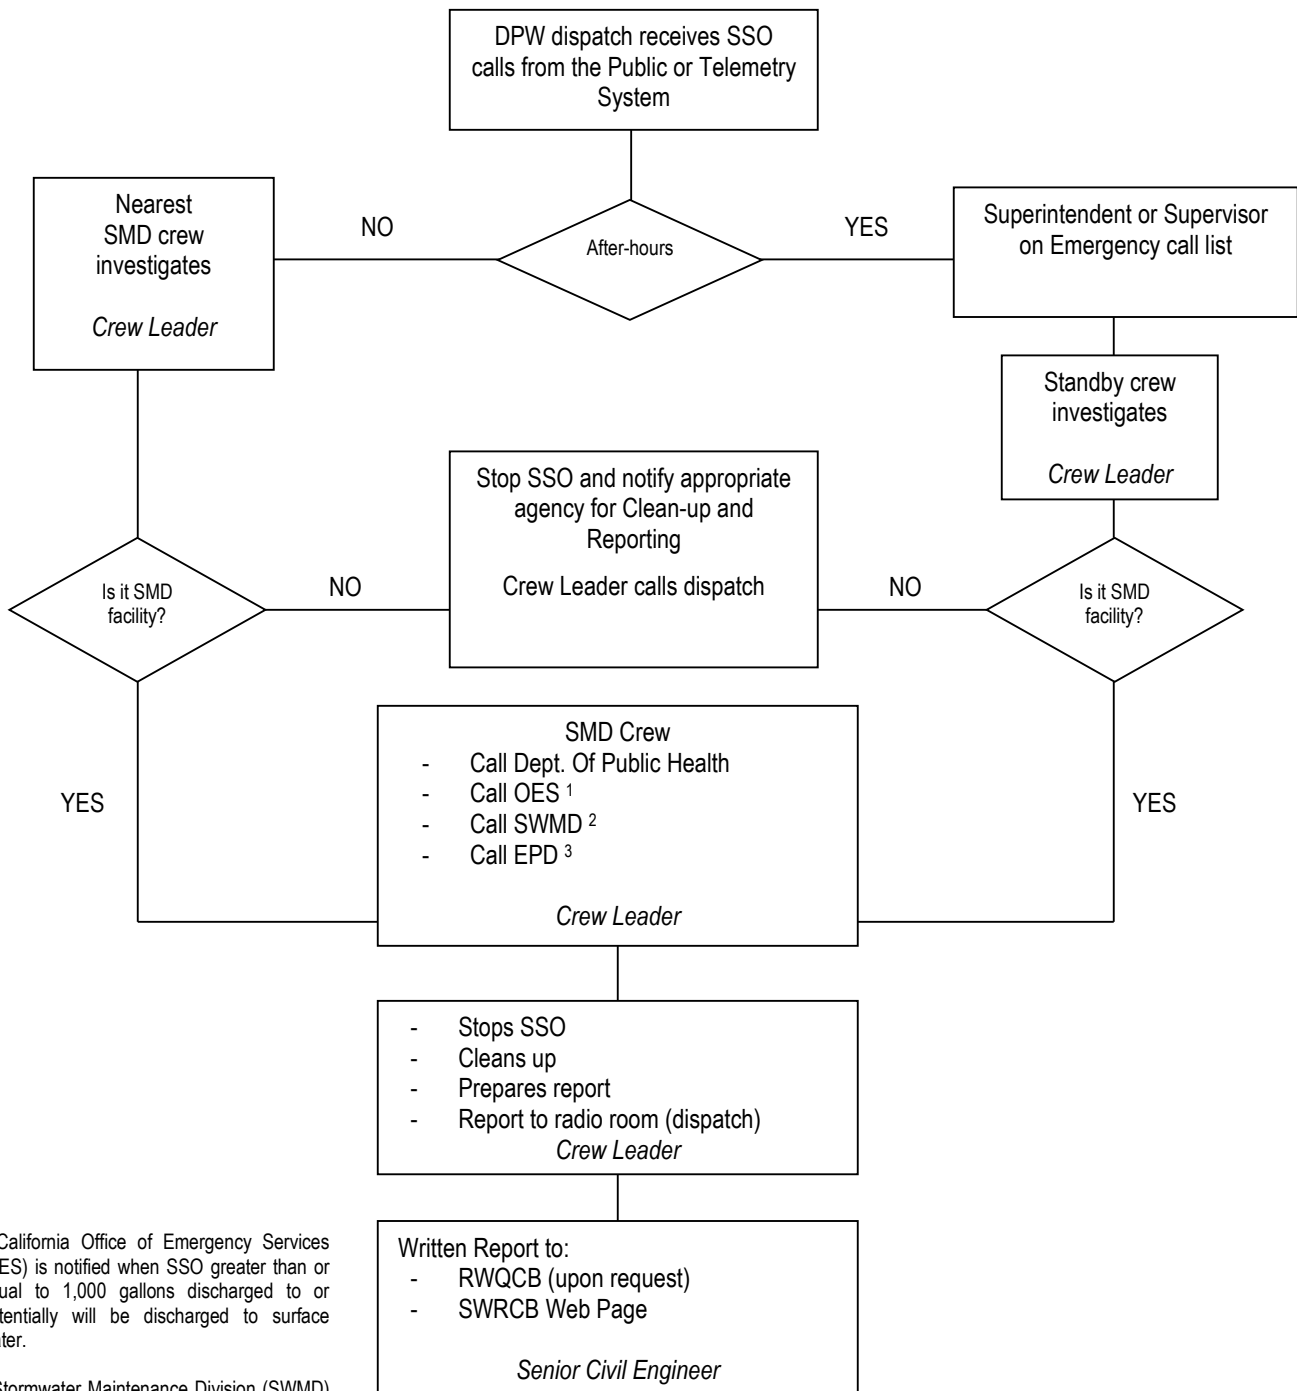 DPW dispatch receives SSO
calls from the Public or Telemetry
System
Nearest
SMD crew
investigates
Crew Leader
NO
After-hours
YES
Superintendent or Supervisor
on Emergency call list
Standby crew
investigates
Crew Leader
Stop SSO and notify appropriate
agency for Clean-up and
Reporting
Crew Leader calls dispatch
Is it SMD
facility?
NO
NO
Is it SMD
facility?
SMD Crew
- Call Dept. Of Public Health
- Call OES 1
- Call SWMD 2
- Call EPD 3
Crew Leader
YES
YES
- Stops SSO
- Cleans up
- Prepares report
- Report to radio room (dispatch)
Crew Leader
Written Report to:
- RWQCB (upon request)
- SWRCB Web Page
Senior Civil Engineer
California Office of Emergency Services
ES) is notified when SSO greater than or
ual to 1,000 gallons discharged to or
tentially will be discharged to surface
ter.
Stormwater Maintenance Division (SWMD)